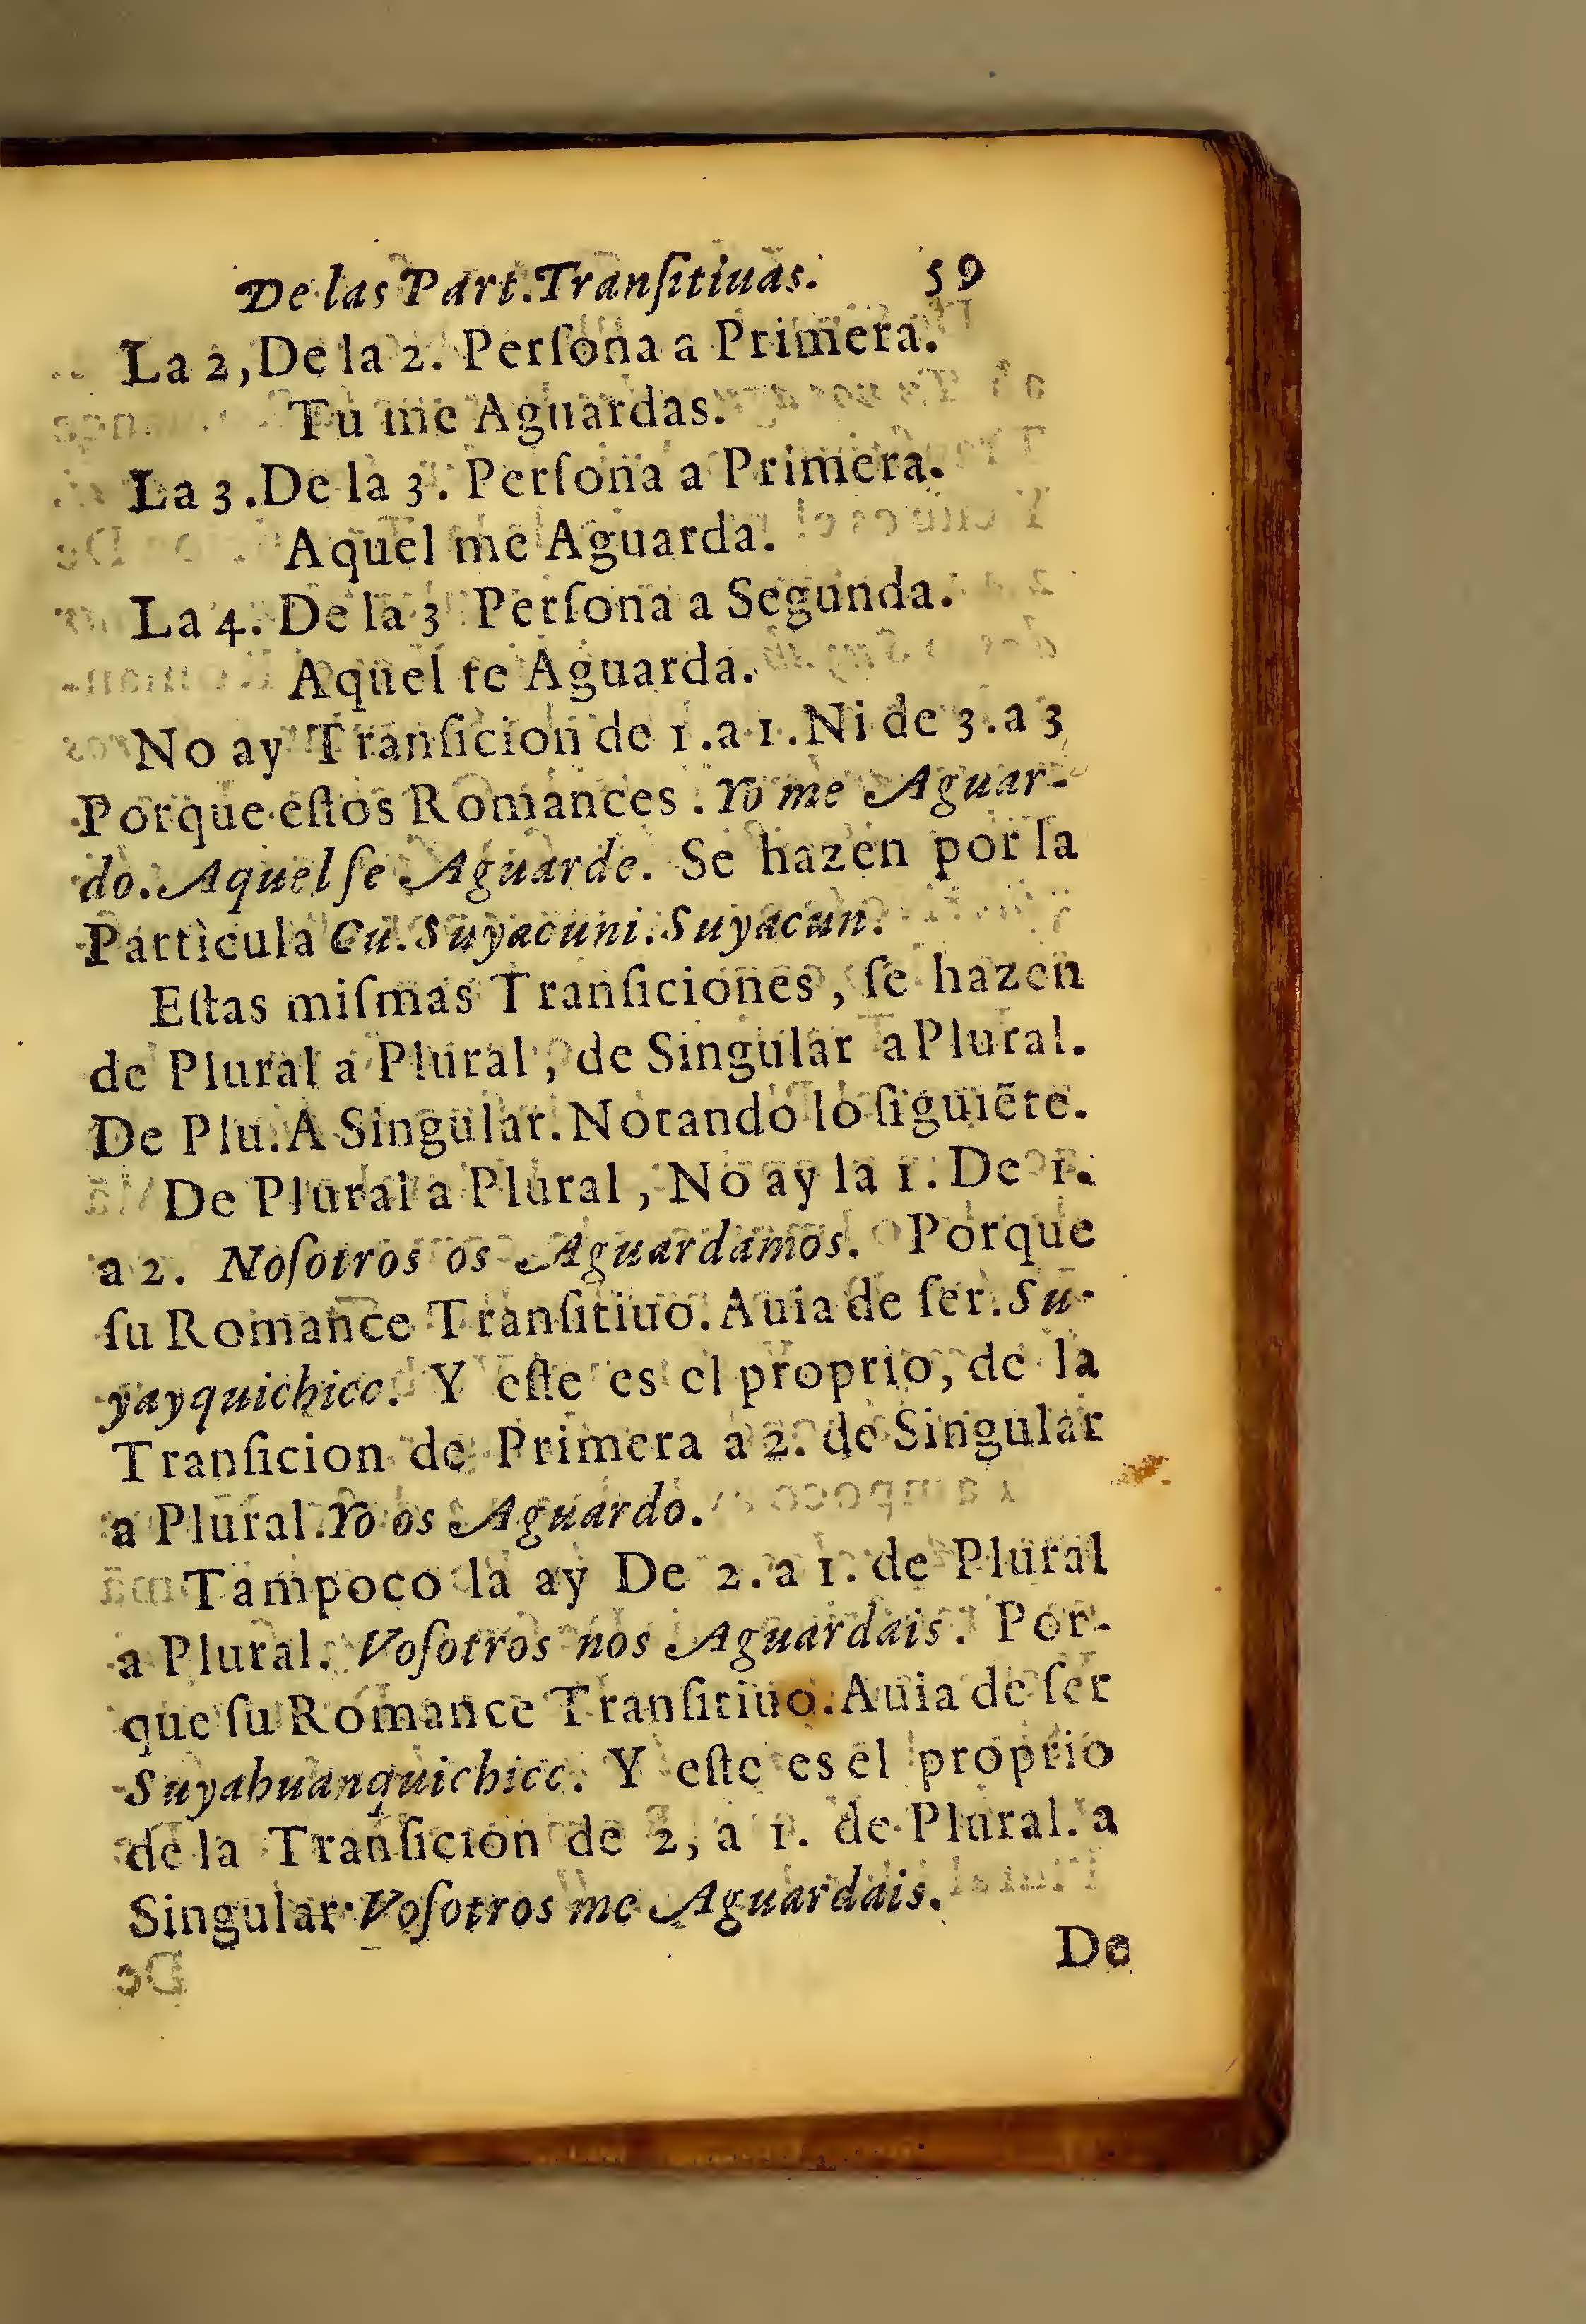 De las Part.Tranſitiuas. 59
La 2,De la 2. Perſona a Primera.
Tu me Aguardas.
La 3.De la 3. Perſona a Primera.
Aquel me Aguarda.
La 4. De la 3 Perſona a Segunda.
Aquel te Aguarda.
No ay Tranſicion de 1.a 1.Ni de 3.a 3
Porque eſtos Romances.Yo me Aguar-
do.Aquel ſe Aguarde. Se hazen por la
Particula Cu.Suyacuni.Suyacun.
Eſtas miſmas Tranſiciones, ſe hazen
de Plural a Plural, de Singular a Plural.
De Plu.A Singular.Notando lo ſiguiẽte.
De Plural a Plural, No ay la 1. De 1.
a 2. Noſotros os Aguardamos. Porque
ſu Romance Tranſitiuo.Auia de ſer.Su-
yayquichicc. Y eſte es el proprio, de la
Tranſicion de Primera a 2. de Singular
a Plural.Yo os Aguardo.
Tampoco la ay De 2. a 1. de Plural
a Plural. Voſotros nos Aguardais. Por-
que ſu Romance Tranſitiuo.Auia de ſer
Suyahuanquichicc. Y eſte es el proprio
de la Tranſicion de 2, a 1. de Plural. a
Singular Voſotros me Aguardais.
De